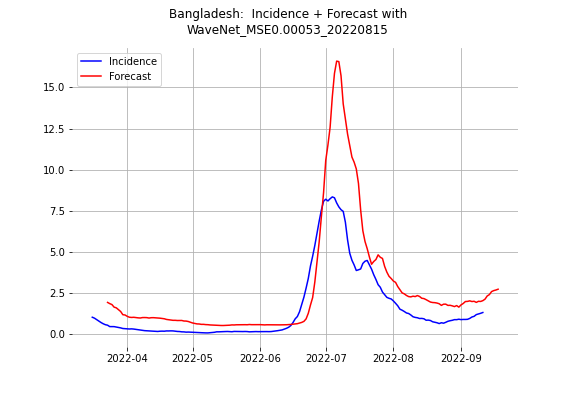 Bangladesh:  Incidence + Forecast with
WaveNet_MSE0.00053_20220815
Incidence
Forecast
15.0
12.5
10.0
7.5
5.0
2.5
0.0
2022-04 2022-05 2022-06 2022-07 2022-08 2022-09